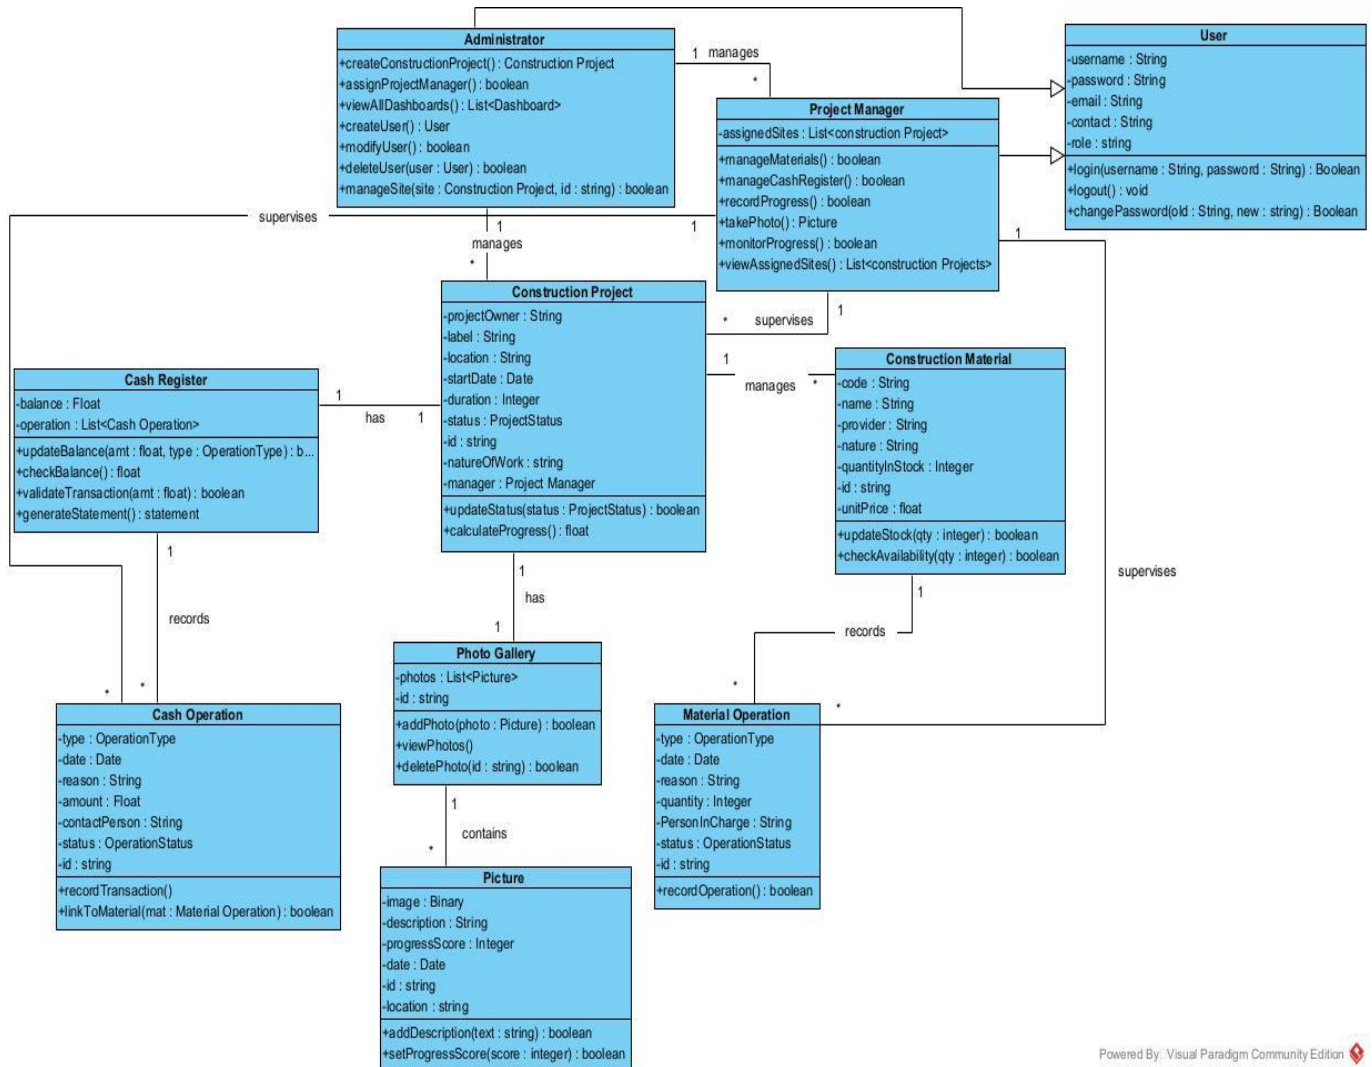 Administrator
+createConstructionProject() : Construction Project
+assignProjectManager() : boolean
+viewAllDashboards() : List<Dashboard>
+createUser() : User
+modifyUser() : boolean
+deleteUser(user : User) : boolean
+manageSite(site : Construction Project, id : string) : boolean
1 manages
*
User
-username : String
-password : String
-email : String
-contact : String
-role : string
+login(username : String, password : String) : Boolean
+logout() : void
+changePassword(old : String, new : string) : Boolean
Project Manager
-assignedSites : List<construction Project>
+manageMaterials() : boolean
+manageCashRegister() : boolean
+recordProgress() : boolean
+takePhoto() : Picture
+monitorProgress() : boolean
+viewAssignedSites() : List<construction Projects>
supervises
1
1
manages
*
1
1
* supervises
Construction Project
-projectOwner : String
-label : String
-location : String
-startDate : Date
-duration : Integer
-status : ProjectStatus
-id : string
-natureOfWork : string
-manager : Project Manager
+updateStatus(status : ProjectStatus) : boolean
+calculateProgress() : float
1
manages *
Construction Material
-code : String
-name : String
-provider : String
-nature : String
-quantityInStock : Integer
-id : string
-unitPrice : float
+updateStock(qty : integer) : boolean
+checkAvailability(qty : integer) : boolean
Cash Register
-balance : Float
-operation : List<Cash Operation>
+updateBalance(amt : float, type : OperationType) : b...
+checkBalance() : float
+validateTransaction(amt : float) : boolean
+generateStatement() : statement
1
has 1
1
records
* *
1
has
1
supervises
1
records
*
*
Photo Gallery
-photos : List<Picture>
-id : string
+addPhoto(photo : Picture) : boolean
+viewPhotos()
+deletePhoto(id : string) : boolean
Cash Operation
-type : OperationType
-date : Date
-reason : String
-amount : Float
-contactPerson : String
-status : OperationStatus
-id : string
+recordTransaction()
+linkToMaterial(mat : Material Operation) : boolean
Material Operation
-type : OperationType
-date : Date
-reason : String
-quantity : Integer
-PersonInCharge : String
-status : OperationStatus
-id : string
+recordOperation() : boolean
1
contains
*
Picture
-image : Binary
-description : String
-progressScore : Integer
-date : Date
-id : string
-location : string
+addDescription(text : string) : boolean
+setProgressScore(score : integer) : boolean
Powered By Visual Paradigm Community Edition